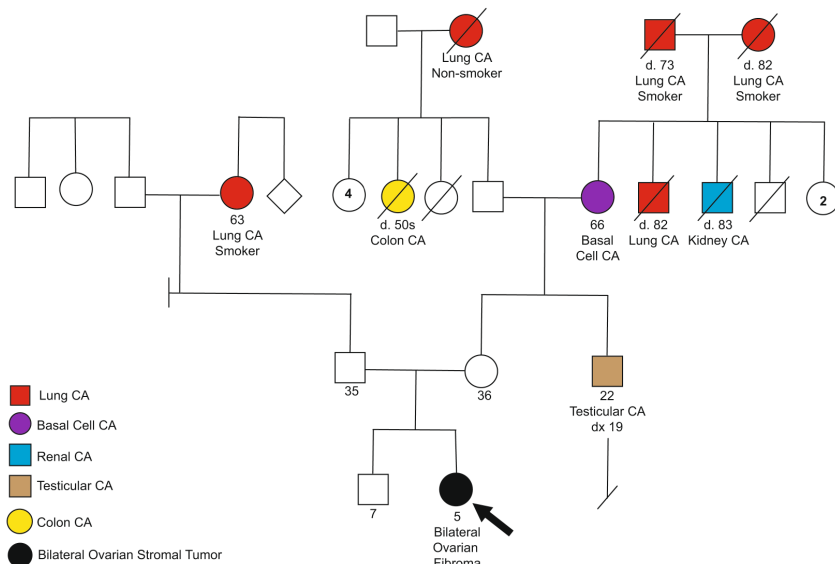 Lung CA
Non-smoker
d. 73
Lung CA
Smoker
d. 82
Lung CA
Smoker
4
2
63
Lung CA
Smoker
d. 50s
Colon CA
66
Basal
Cell CA
d. 82
Lung CA
d. 83
Kidney CA
35
36
22
Testicular CA
dx 19
7
5
Bilateral
Ovarian
Fibroma
Lung CA
Basal Cell CA
Renal CA
Testicular CA
Colon CA
Bilateral Ovarian Stromal Tumor